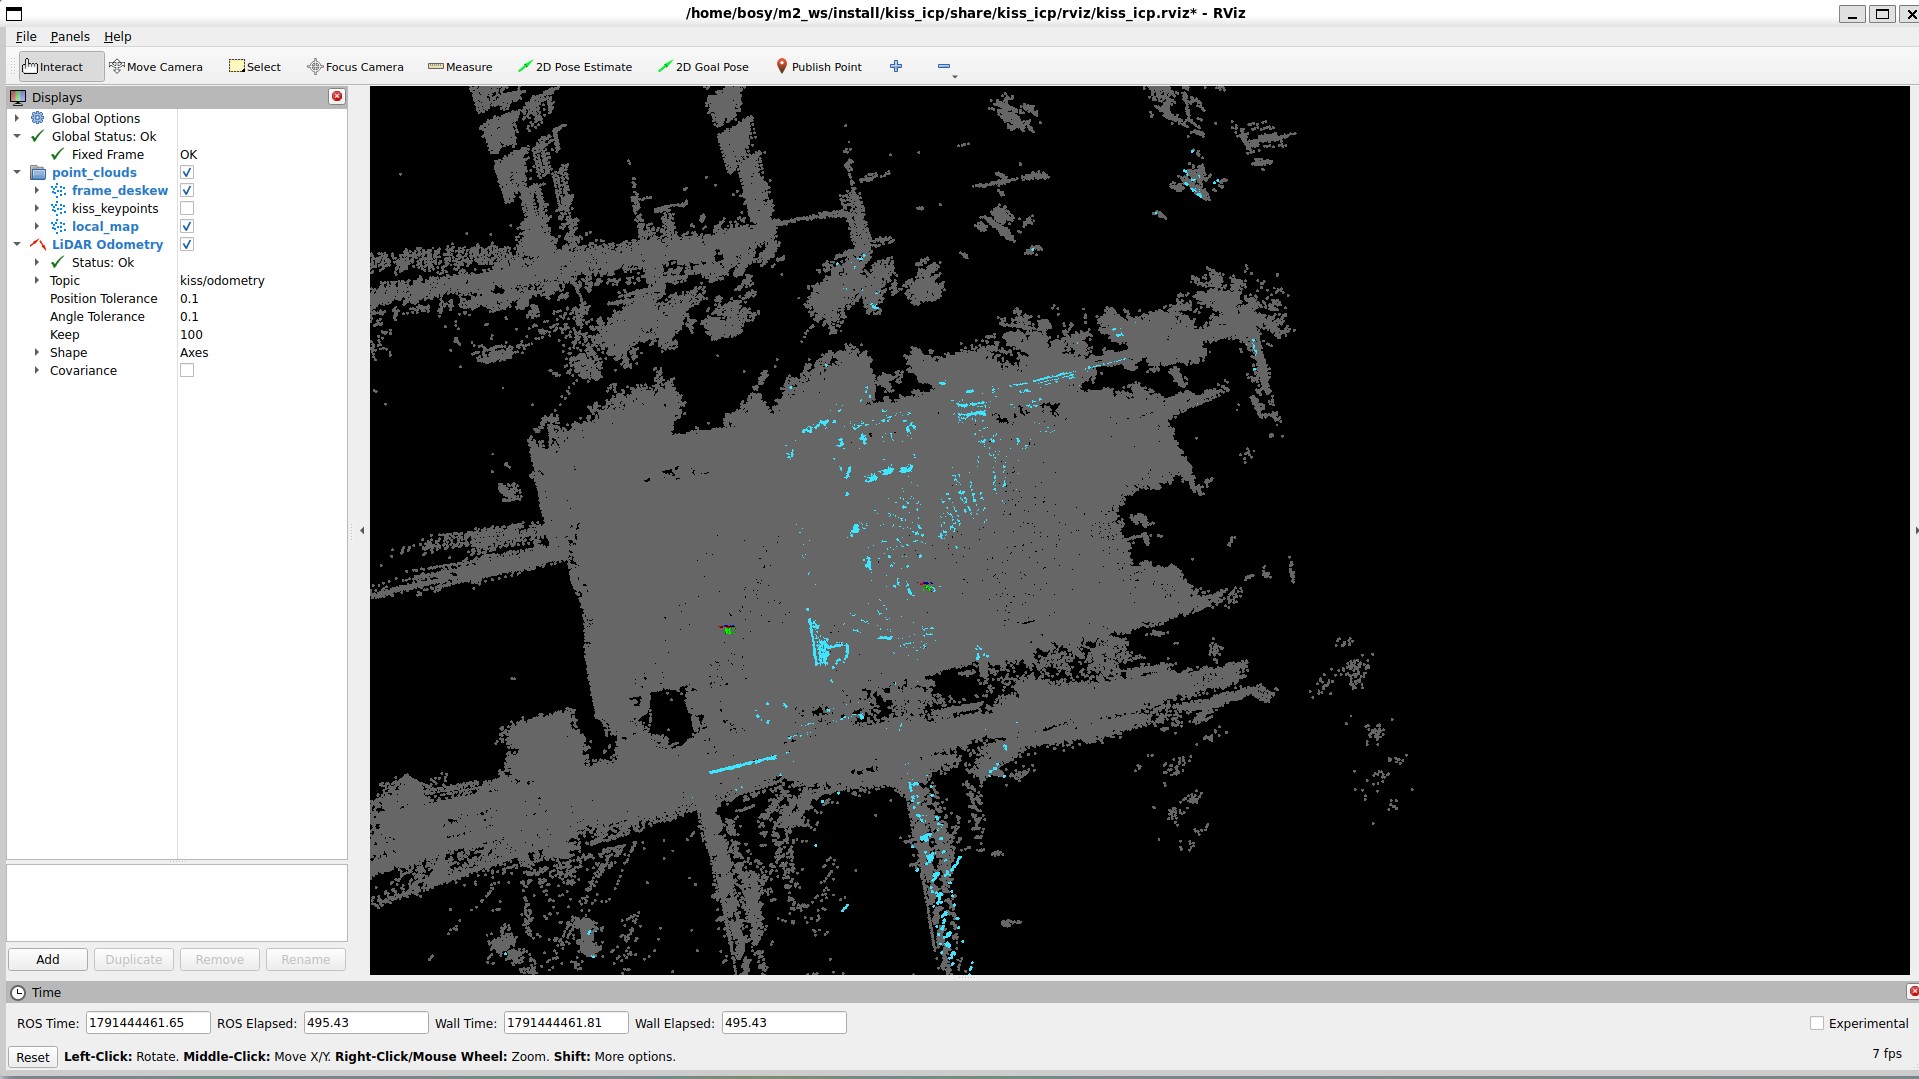 /home/bosy/m2_ws/install/kiss_icp/share/kiss_icp/rviz/kiss_icp.rviz* - RViz
File Panels Help
Interact Move Camera Select Focus Camera Measure 2D Pose Estimate 2D Goal Pose Publish Point
Displays
Global Options
Global Status: Ok
Fixed Frame OK
point_clouds
frame_deskew
kiss_keypoints
local_map
LiDAR Odometry
Status: Ok
Topic kiss/odometry
Position Tolerance 0.1
Angle Tolerance 0.1
Keep 100
Shape Axes
Covariance
Add Duplicate Remove Rename
Time
ROS Time: 1791444461.65 ROS Elapsed: 495.43 Wall Time: 1791444461.81 Wall Elapsed: 495.43 Experimental
Reset Left-Click: Rotate. Middle-Click: Move X/Y. Right-Click/Mouse Wheel: Zoom. Shift: More options. 7 fps